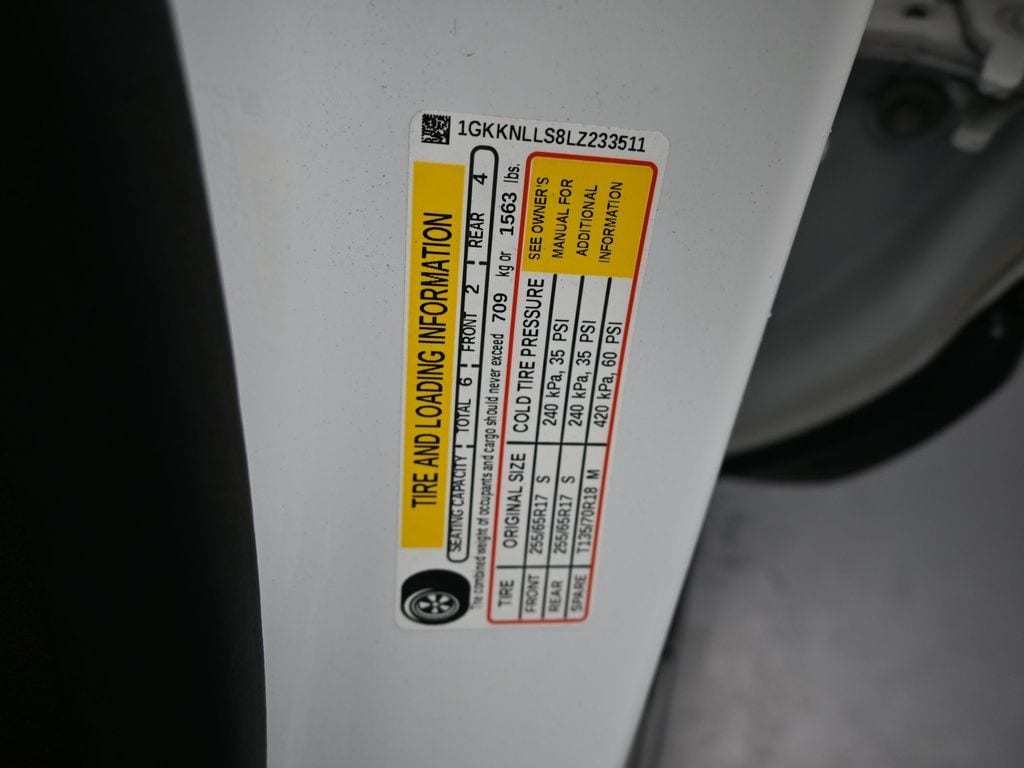 1GKKNLLS8LZ233511
TIRE AND LOADING INFORMATION
SEATING CAPACITY TOTAL 6 FRONT 2 REAR 4
The combined weight of occupants and cargo should never exceed 709 kg or 1563 lbs.
TIRE ORIGINAL SIZE COLD TIRE PRESSURE
FRONT 255/65R17 S 240 kPa, 35 PSI
REAR 255/65R17 S 240 kPa, 35 PSI
SPARE T135/70R18 M 420 kPa, 60 PSI
SEE OWNER'S
MANUAL FOR
ADDITIONAL
INFORMATION